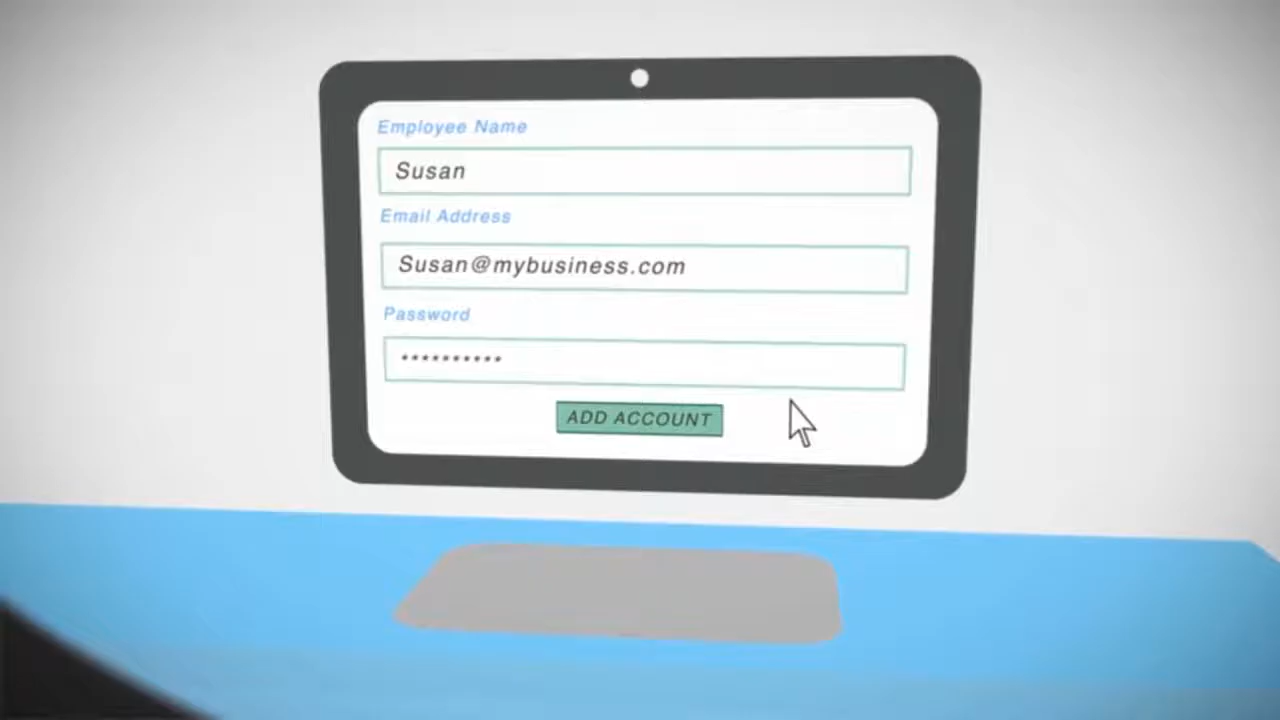 Employee Name
Susan
Email Address
Susan@mybusiness.com
Password
**********
ADD ACCOUNT